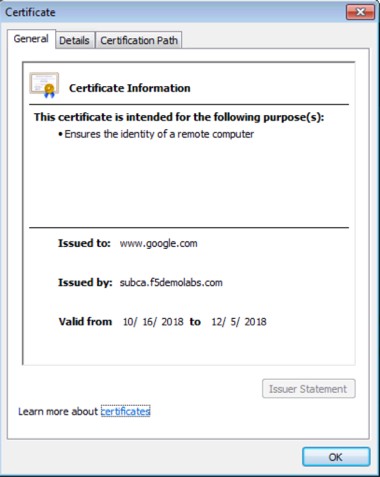 Certificate
General Details Certification Path
Certificate Information
This certificate is intended for the following purpose(s):
• Ensures the identity of a remote computer
Issued to: www.google.com
Issued by: subca.f5demolabs.com
Valid from 10/ 16/ 2018 to 12/ 5/ 2018
Issuer Statement
Learn more about certificates
OK